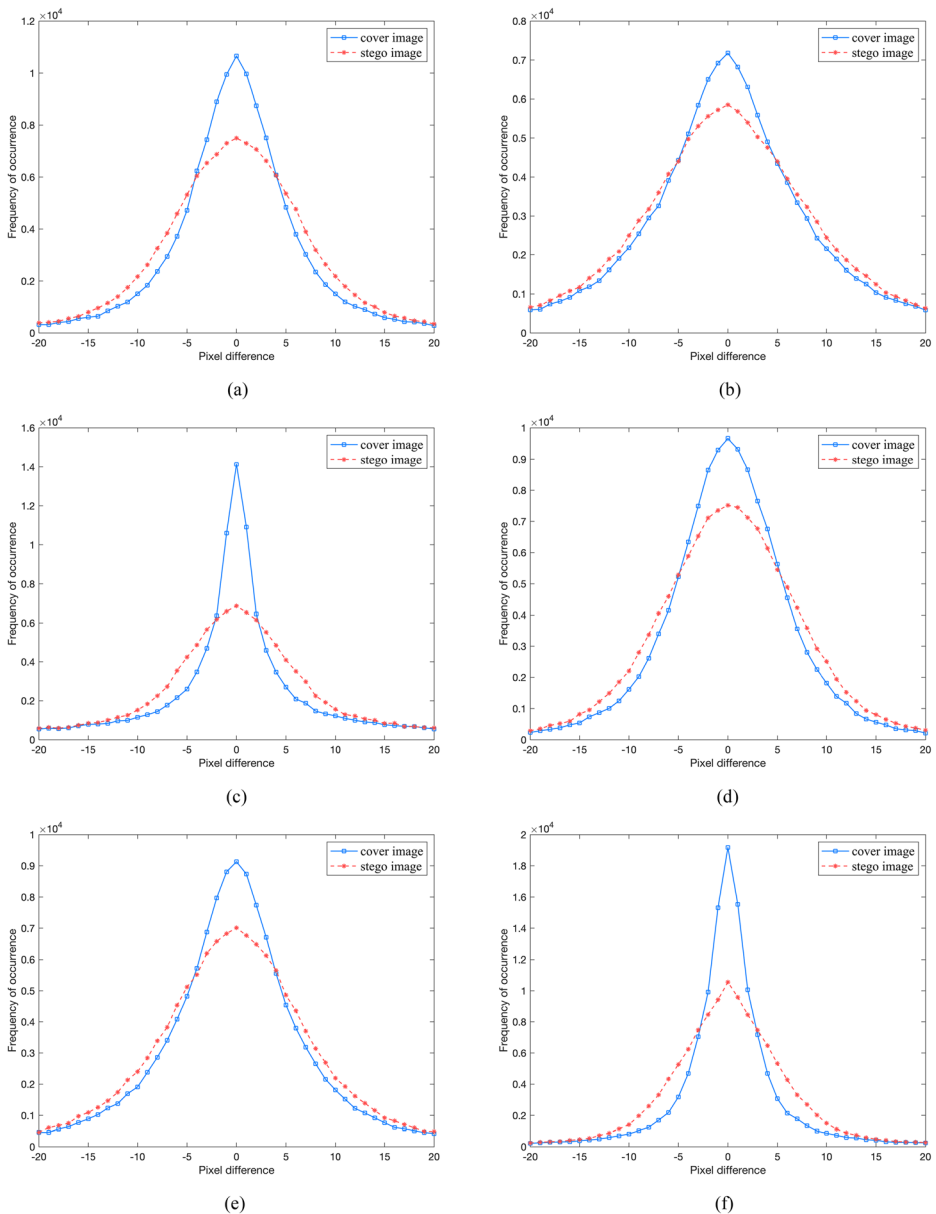 ×10⁴
1.2
1
0.8
0.6
0.4
0.2
0
Frequency of occurrence
cover image
stego image
-20 -15 -10 -5 0 5 10 15 20
Pixel difference
(a)
×10⁴
0.8
0.7
0.6
0.5
0.4
0.3
0.2
0.1
0
Frequency of occurrence
cover image
stego image
-20 -15 -10 -5 0 5 10 15 20
Pixel difference
(b)
×10⁴
1.6
1.4
1.2
1
0.8
0.6
0.4
0.2
0
Frequency of occurrence
cover image
stego image
-20 -15 -10 -5 0 5 10 15 20
Pixel difference
(c)
×10⁴
1
0.9
0.8
0.7
0.6
0.5
0.4
0.3
0.2
0.1
0
Frequency of occurrence
cover image
stego image
-20 -15 -10 -5 0 5 10 15 20
Pixel difference
(d)
×10⁴
1
0.9
0.8
0.7
0.6
0.5
0.4
0.3
0.2
0.1
0
Frequency of occurrence
cover image
stego image
-20 -15 -10 -5 0 5 10 15 20
Pixel difference
(e)
×10⁴
2
1.8
1.6
1.4
1.2
1
0.8
0.6
0.4
0.2
0
Frequency of occurrence
cover image
stego image
-20 -15 -10 -5 0 5 10 15 20
Pixel difference
(f)